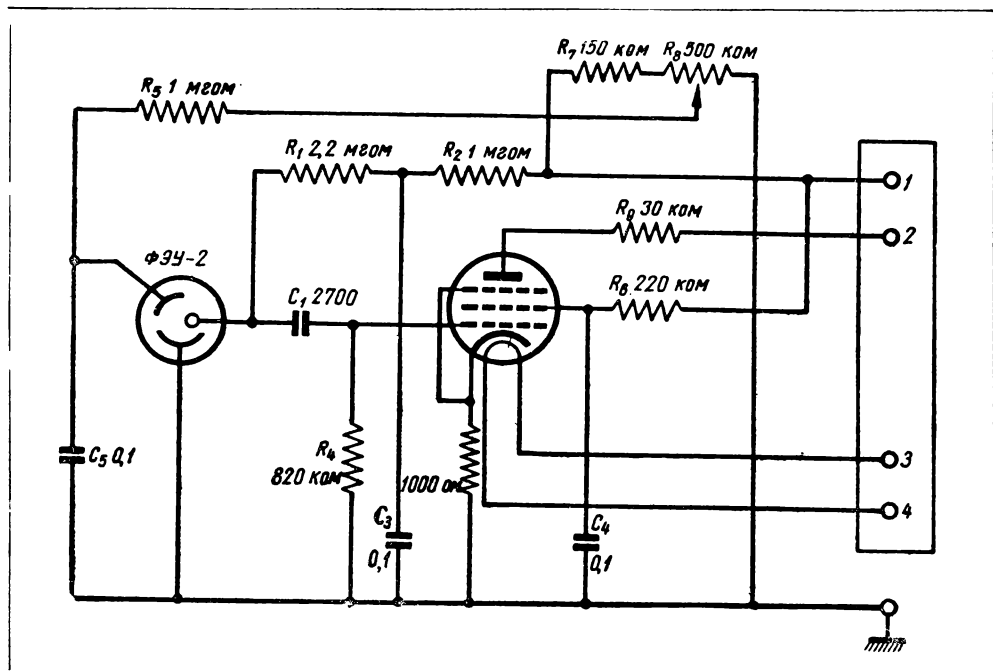 R₇ 150 ком R₈ 500 ком
R₅ 1 мгом
R₁ 2,2 мгом R₂ 1 мгом
1
R₉ 30 ком
2
ФЭУ-2
C₁ 2700
R₆ 220 ком
R₄
820 ком
C₅ 0,1
1000 ом
3
C₃
0,1
C₄
0,1
4